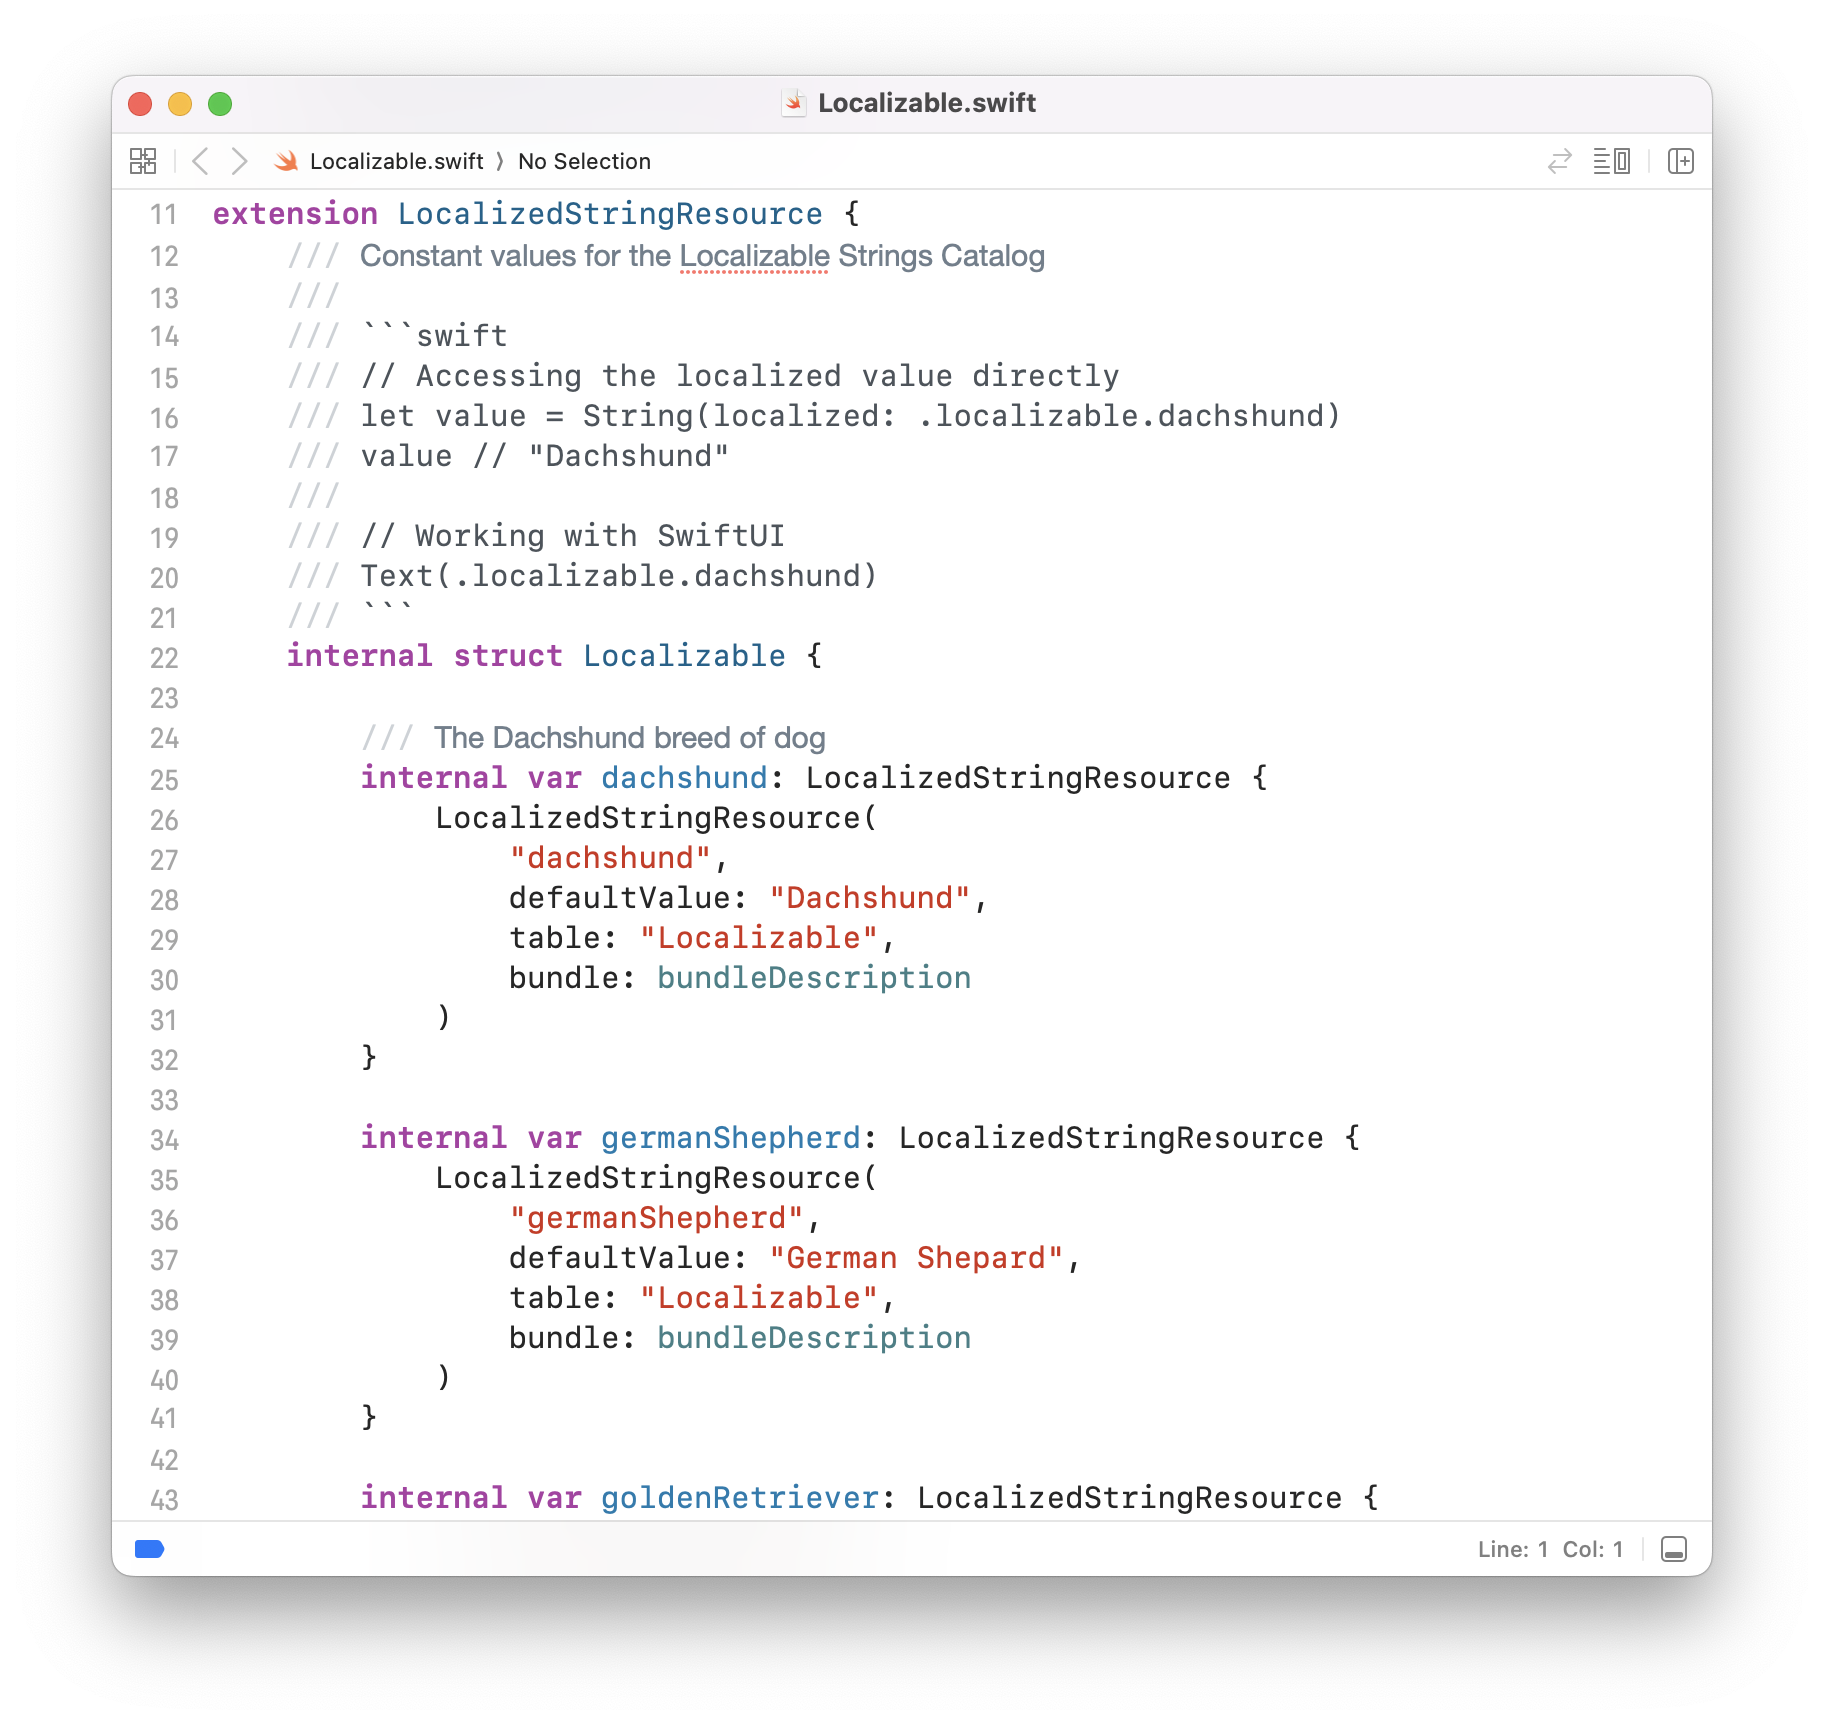 Localizable.swift
Localizable.swift 〉 No Selection
11 extension LocalizedStringResource {
12     /// Constant values for the Localizable Strings Catalog
13     ///
14     /// ```swift
15     /// // Accessing the localized value directly
16     /// let value = String(localized: .localizable.dachshund)
17     /// value // "Dachshund"
18     ///
19     /// // Working with SwiftUI
20     /// Text(.localizable.dachshund)
21     /// ```
22     internal struct Localizable {
23
24         /// The Dachshund breed of dog
25         internal var dachshund: LocalizedStringResource {
26             LocalizedStringResource(
27                 "dachshund",
28                 defaultValue: "Dachshund",
29                 table: "Localizable",
30                 bundle: bundleDescription
31             )
32         }
33
34         internal var germanShepherd: LocalizedStringResource {
35             LocalizedStringResource(
36                 "germanShepherd",
37                 defaultValue: "German Shepard",
38                 table: "Localizable",
39                 bundle: bundleDescription
40             )
41         }
42
43         internal var goldenRetriever: LocalizedStringResource {
Line: 1 Col: 1